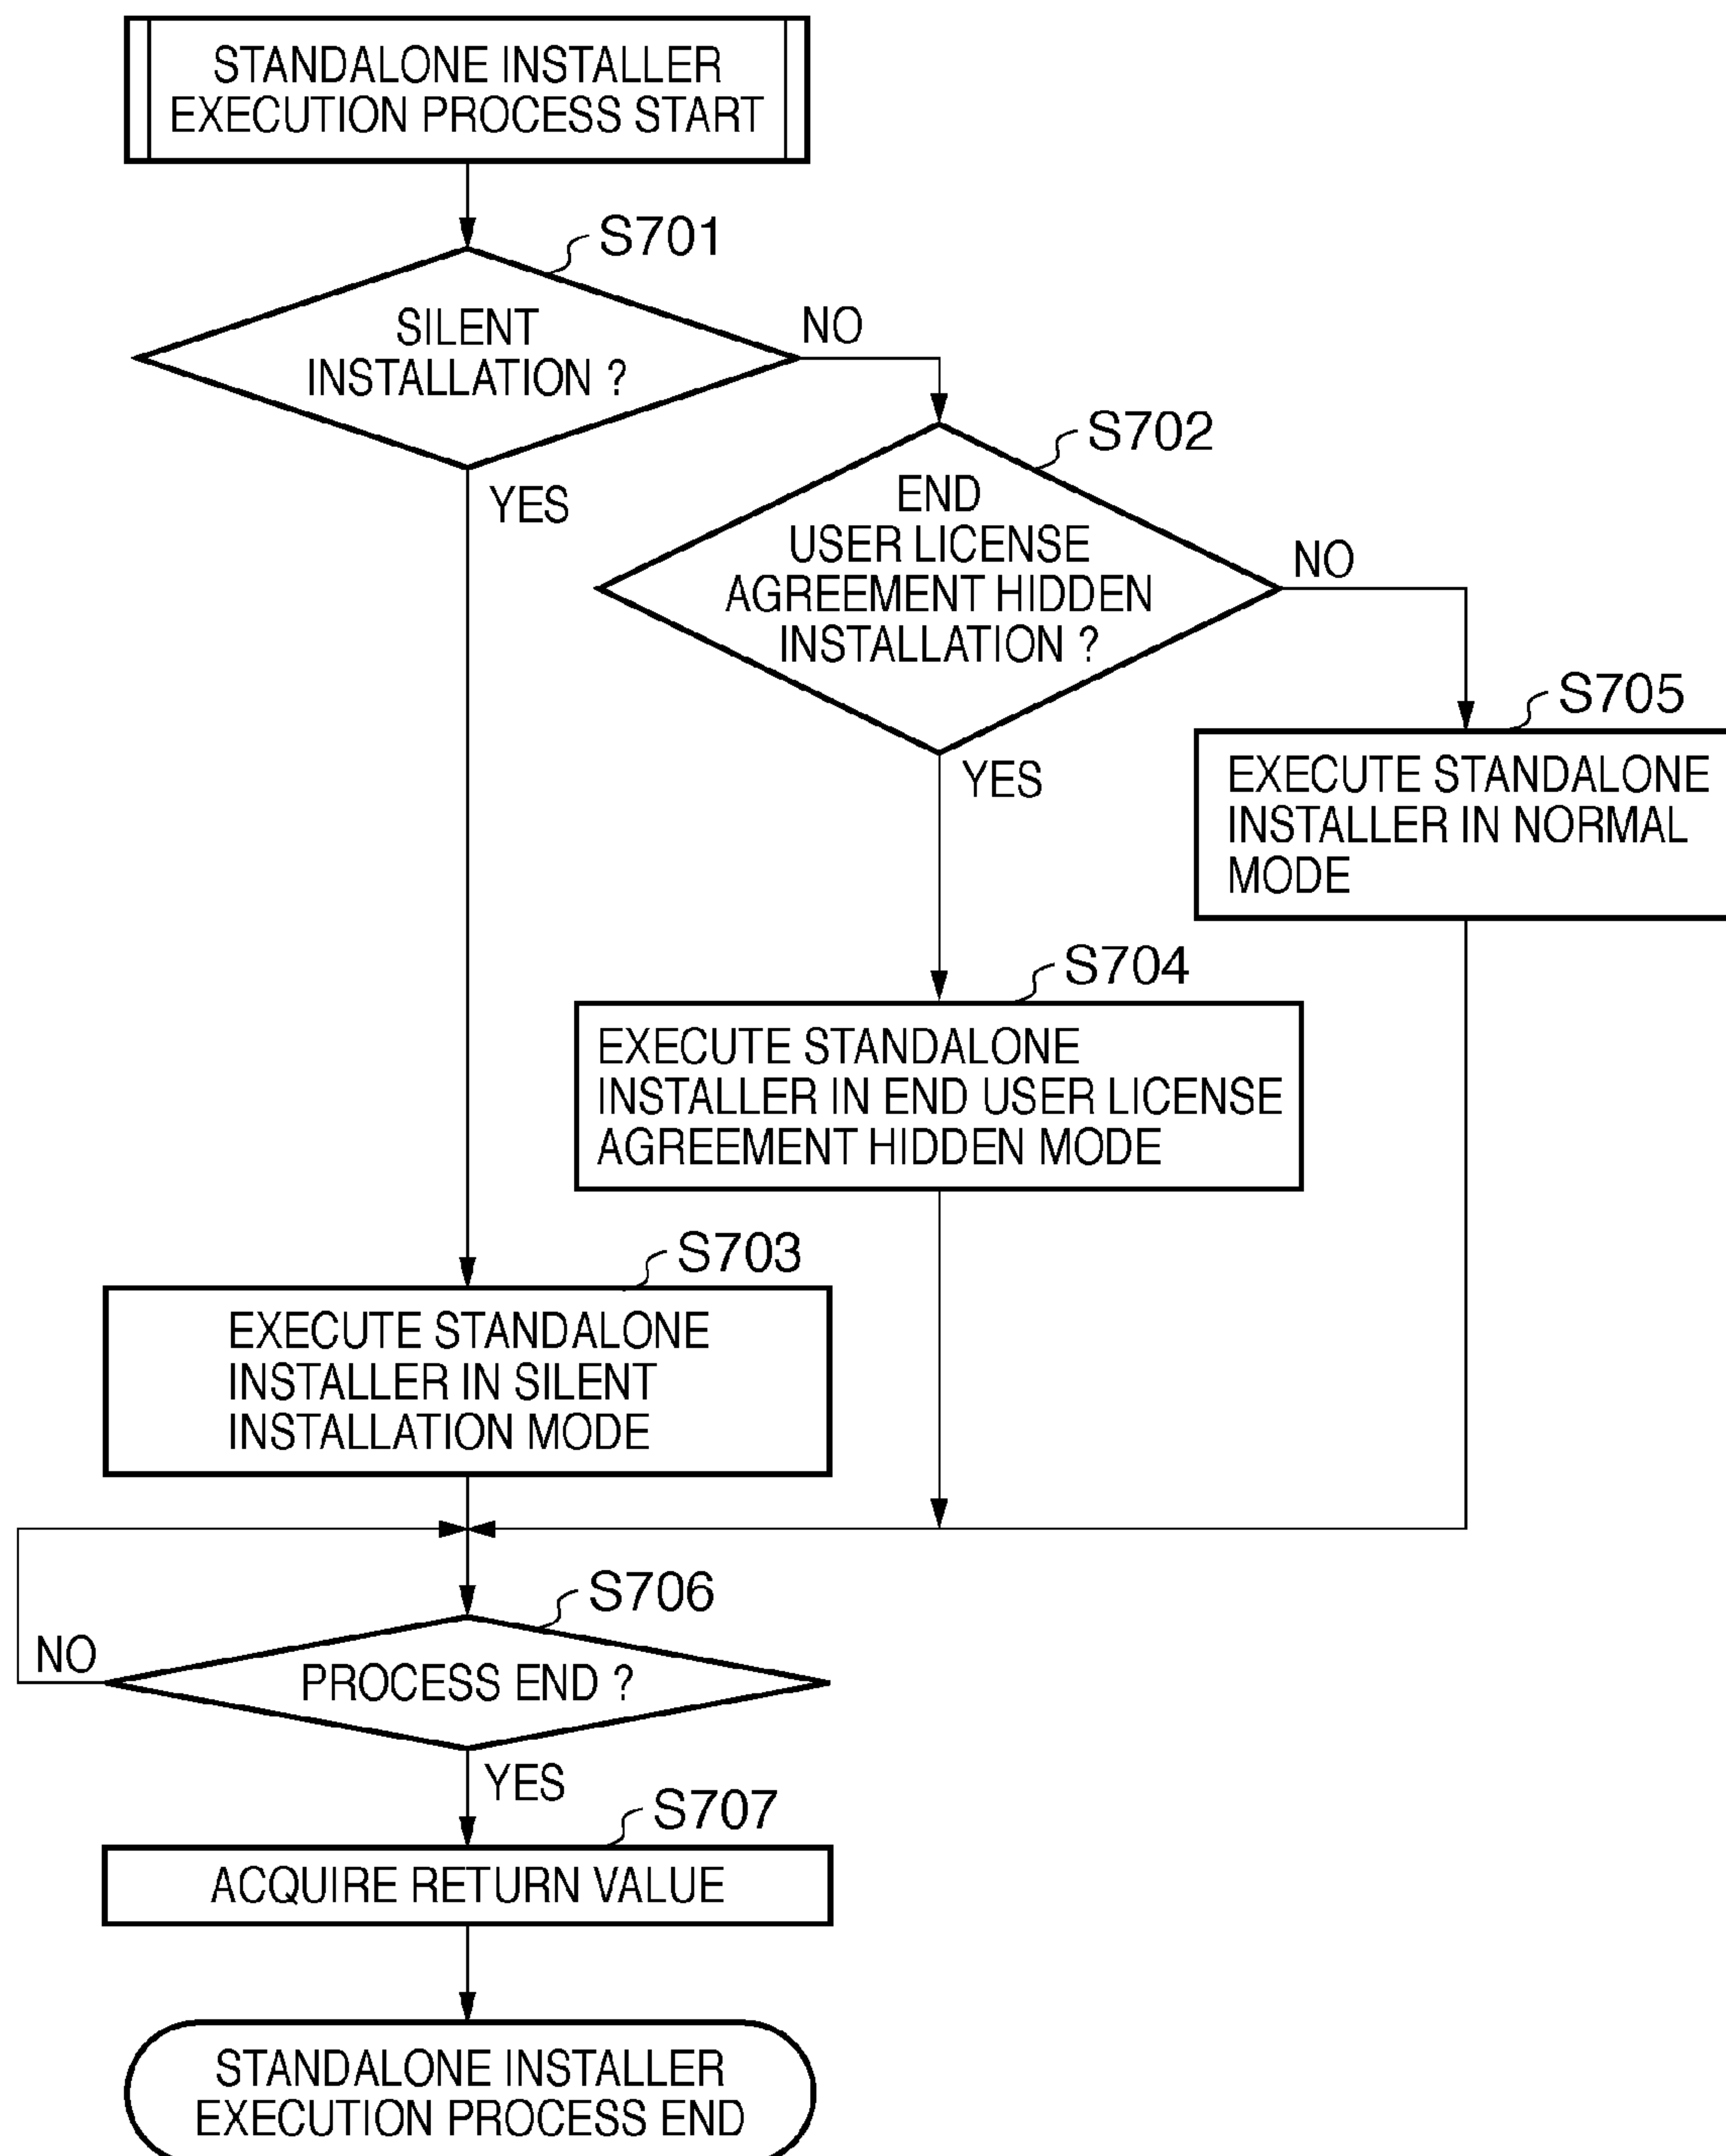 STANDALONE INSTALLER
EXECUTION PROCESS START
S701
SILENT
INSTALLATION ?
NO
YES
S702
END
USER LICENSE
AGREEMENT HIDDEN
INSTALLATION ?
NO
YES
S705
EXECUTE STANDALONE
INSTALLER IN NORMAL
MODE
S704
EXECUTE STANDALONE
INSTALLER IN END USER LICENSE
AGREEMENT HIDDEN MODE
S703
EXECUTE STANDALONE
INSTALLER IN SILENT
INSTALLATION MODE
S706
NO
PROCESS END ?
YES
S707
ACQUIRE RETURN VALUE
STANDALONE INSTALLER
EXECUTION PROCESS END